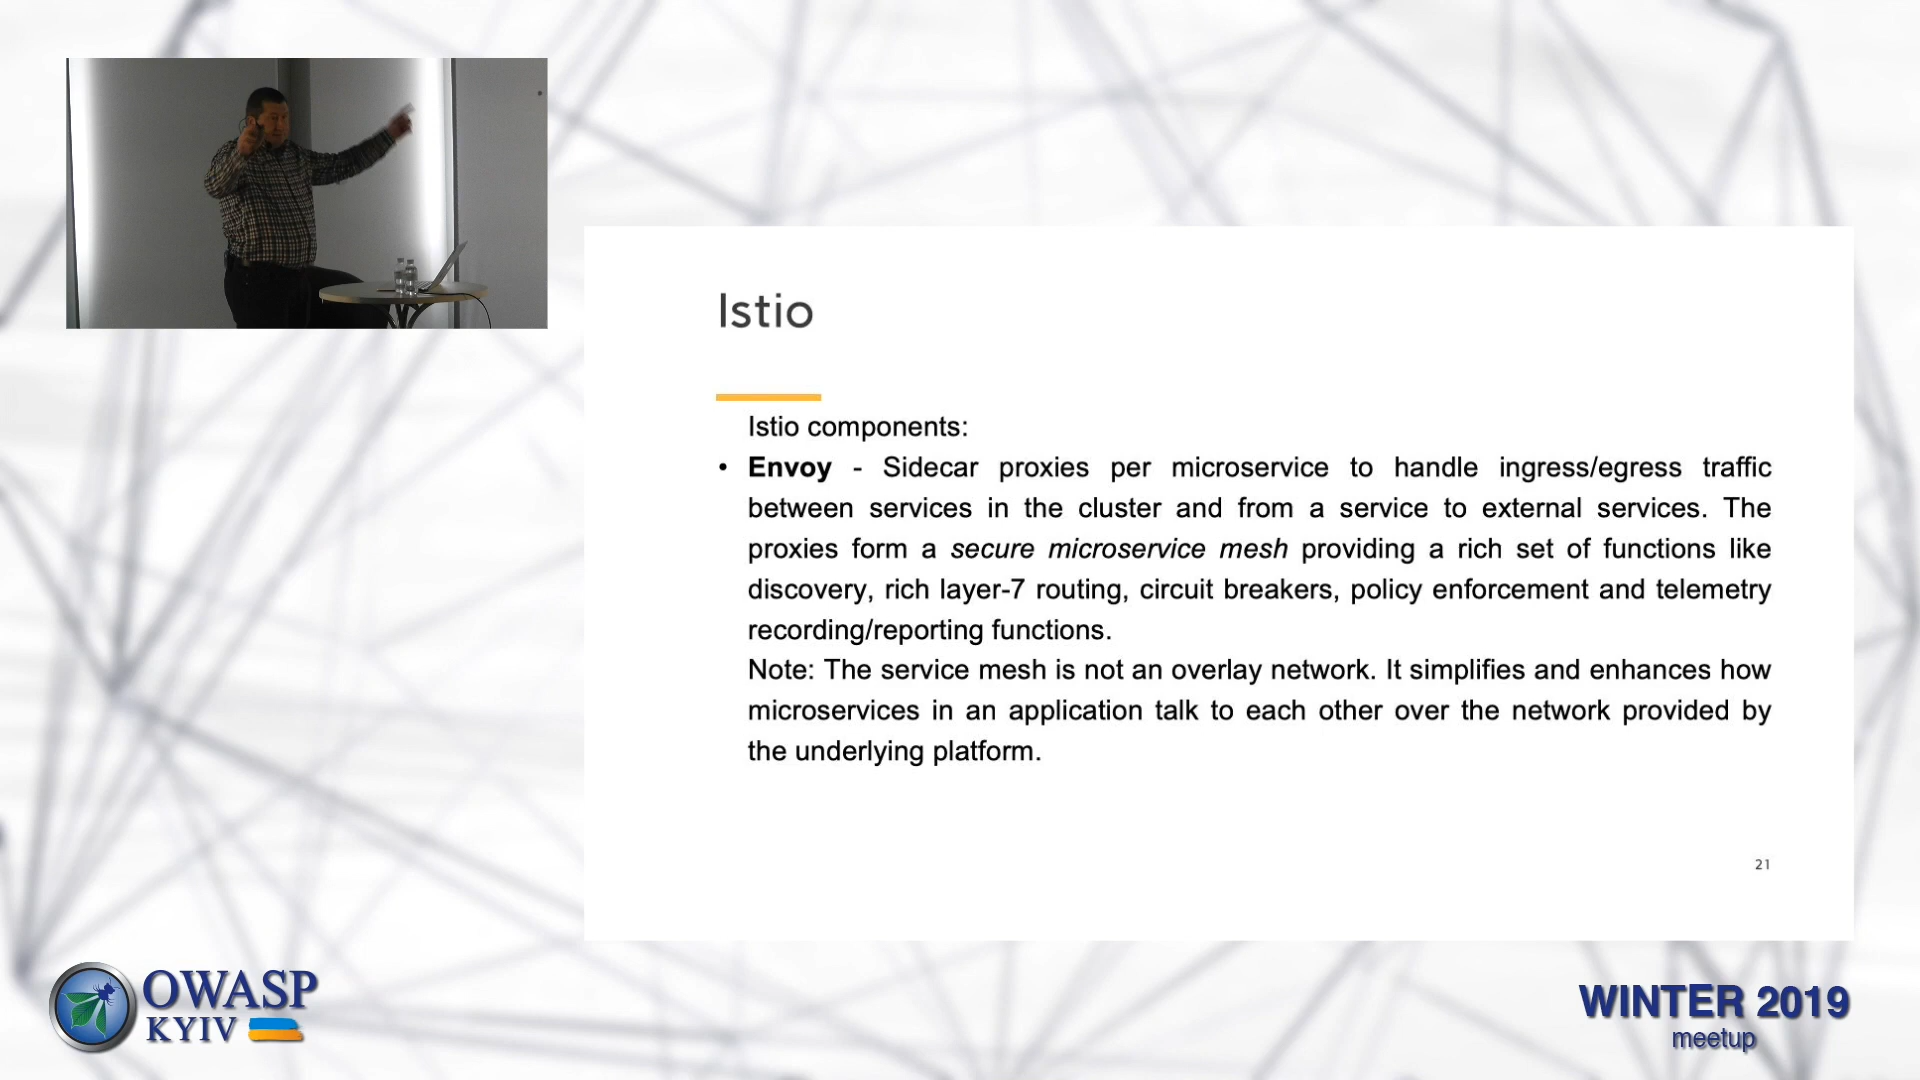 Istio
Istio components:
• Envoy - Sidecar proxies per microservice to handle ingress/egress traffic
between services in the cluster and from a service to external services. The
proxies form a secure microservice mesh providing a rich set of functions like
discovery, rich layer-7 routing, circuit breakers, policy enforcement and telemetry
recording/reporting functions.
Note: The service mesh is not an overlay network. It simplifies and enhances how
microservices in an application talk to each other over the network provided by
the underlying platform.
21
OWASP
KYIV
WINTER 2019
meetup